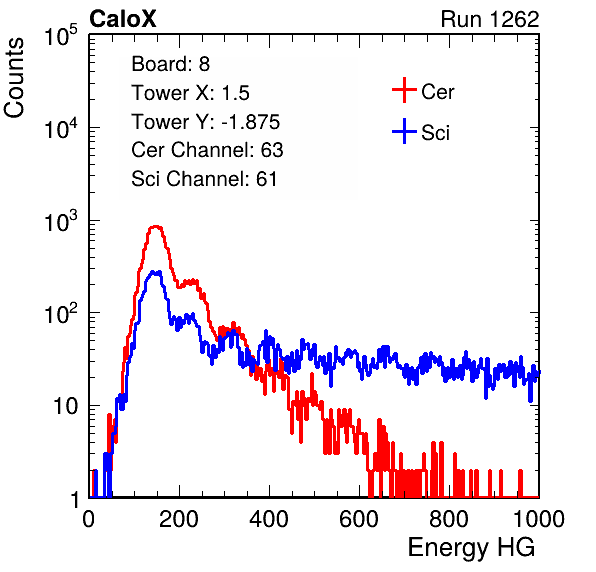 CaloX Run 1262
Counts
10^5
10^4
10^3
10^2
10
1
Board: 8
Tower X: 1.5
Tower Y: -1.875
Cer Channel: 63
Sci Channel: 61
Cer
Sci
0 200 400 600 800 1000
Energy HG